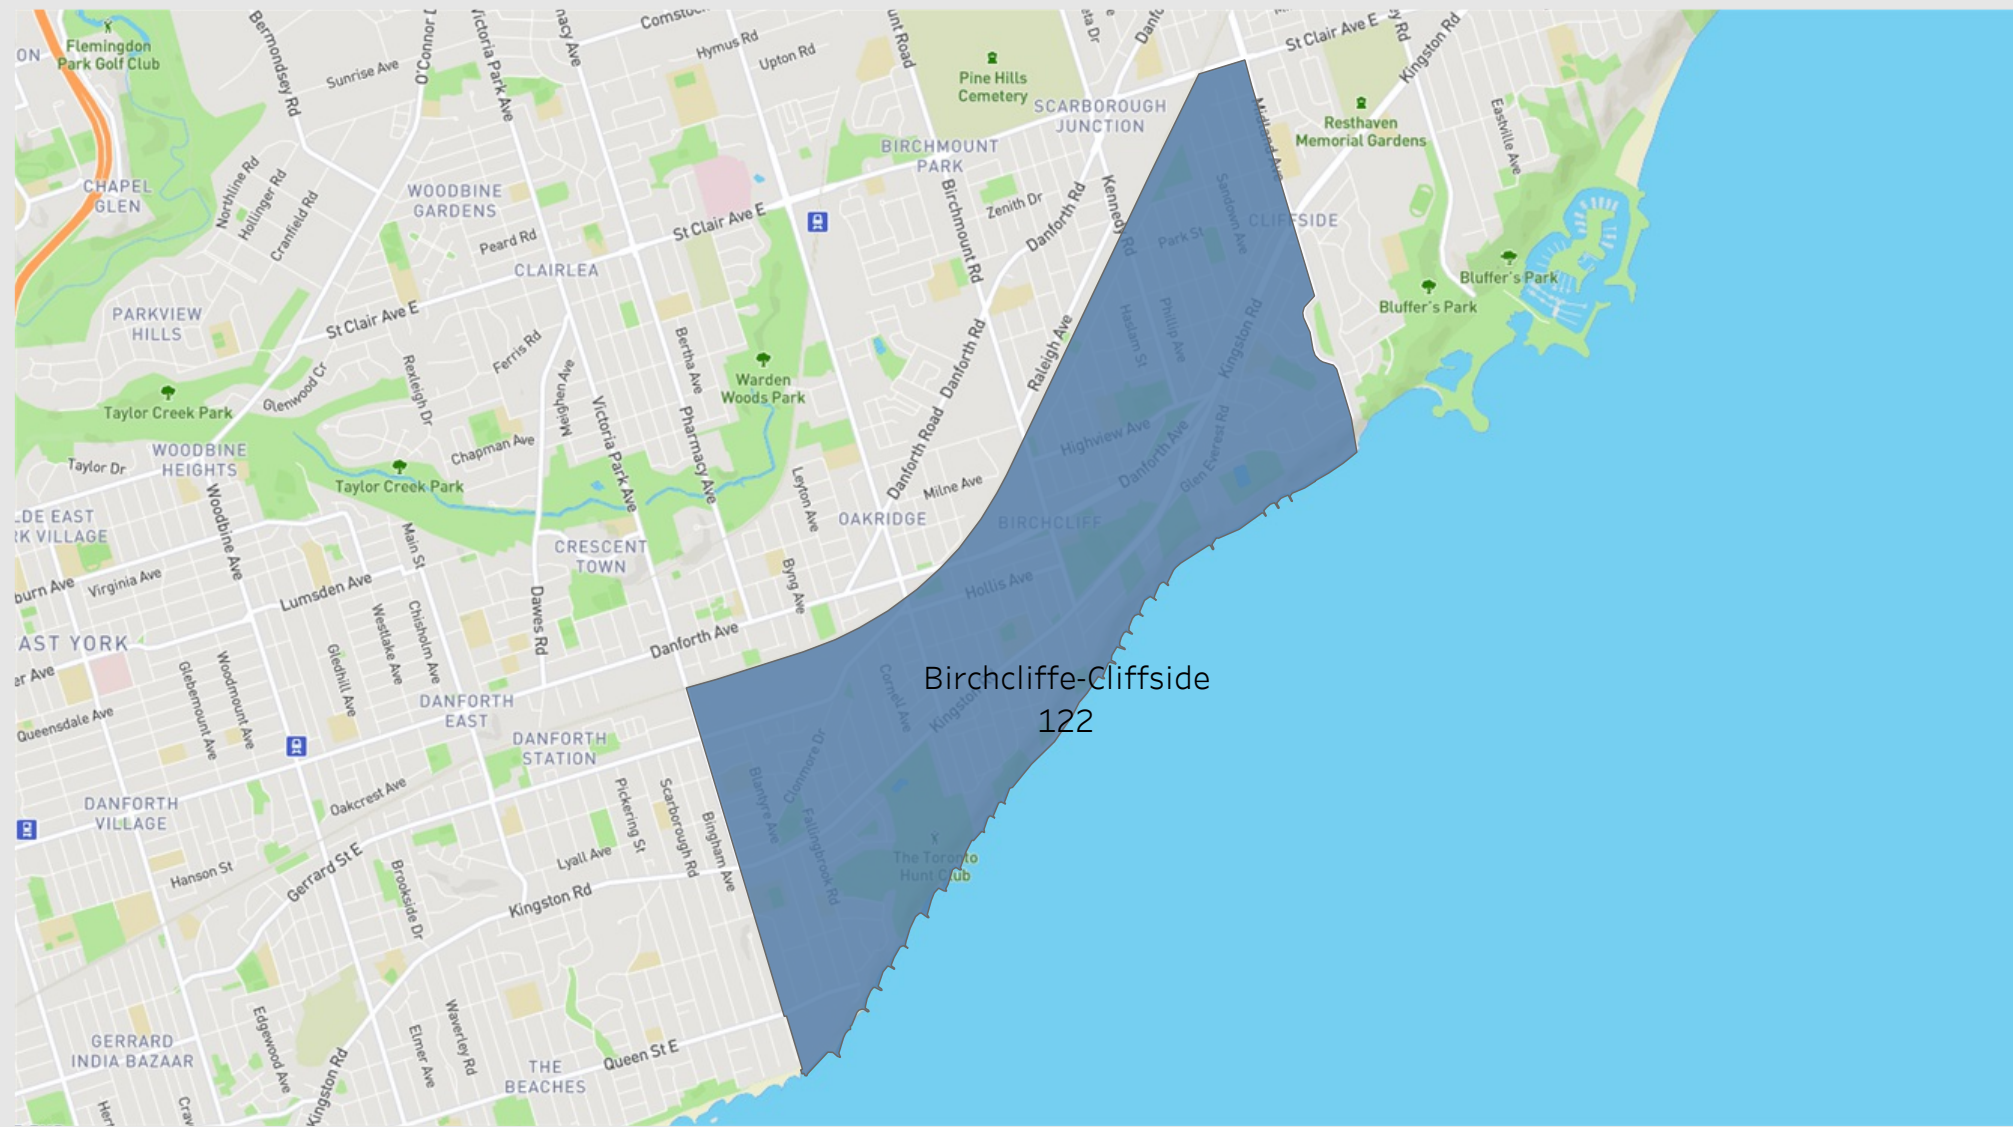 Comstock
Hymus Rd
Upton Rd
St Clair Ave E
Kingston Rd
Flemingdon
Park Golf Club
Bermondsey Rd
Sunrise Ave
O'Connor
Victoria Park Ave
Pine Hills
Cemetery
SCARBOROUGH
JUNCTION
Midland Ave
Resthaven
Memorial Gardens
Eastville Ave
BIRCHMOUNT
PARK
CHAPEL
GLEN
Northline Rd
Hollinger Rd
Cranfield Rd
WOODBINE
GARDENS
Peard Rd
St Clair Ave E
Birchmount Rd
Zenith Dr
Danforth Rd
Kennedy Rd
Park St
Sandown Ave
CLIFFSIDE
CLAIRLEA
Bluffer's Park
Bluffer's Park
PARKVIEW
HILLS
St Clair Ave E
Ferris Rd
Bertha Ave
Danforth Rd
Raleigh Ave
Haslam St
Phillip Ave
Kingston Rd
Warden
Woods Park
Taylor Creek Park
Glenwood Cr
Rexleigh Dr
Meighen Ave
Victoria Park Ave
Pharmacy Ave
Danforth Road
Highview Ave
Danforth Ave
Glen Everest Rd
WOODBINE
HEIGHTS
Taylor Dr
Chapman Ave
Taylor Creek Park
Leyton Ave
Milne Ave
OAKRIDGE
BIRCHCLIFF
LDE EAST
RK VILLAGE
Woodbine Ave
Main St
CRESCENT
TOWN
Byng Ave
Hollis Ave
burn Ave
Virginia Ave
Lumsden Ave
Westlake Ave
Chisholm Ave
Dawes Rd
Danforth Ave
AST YORK
er Ave
Glebemount Ave
Woodmount Ave
Gledhill Ave
DANFORTH
EAST
Cornell Ave
Kingston
Birchcliffe-Cliffside
122
Queensdale Ave
DANFORTH
STATION
Blantyre Ave
Clonmore Dr
Fallingbrook Rd
DANFORTH
VILLAGE
Oakcrest Ave
Pickering St
Scarborough Rd
Bingham Ave
The Toronto
Hunt Club
Hanson St
Gerrard St E
Brookside Dr
Lyall Ave
Kingston Rd
GERRARD
INDIA BAZAAR
Edgewood Ave
Kingston Rd
Elmer Ave
Waverley Rd
THE
BEACHES
Queen St E